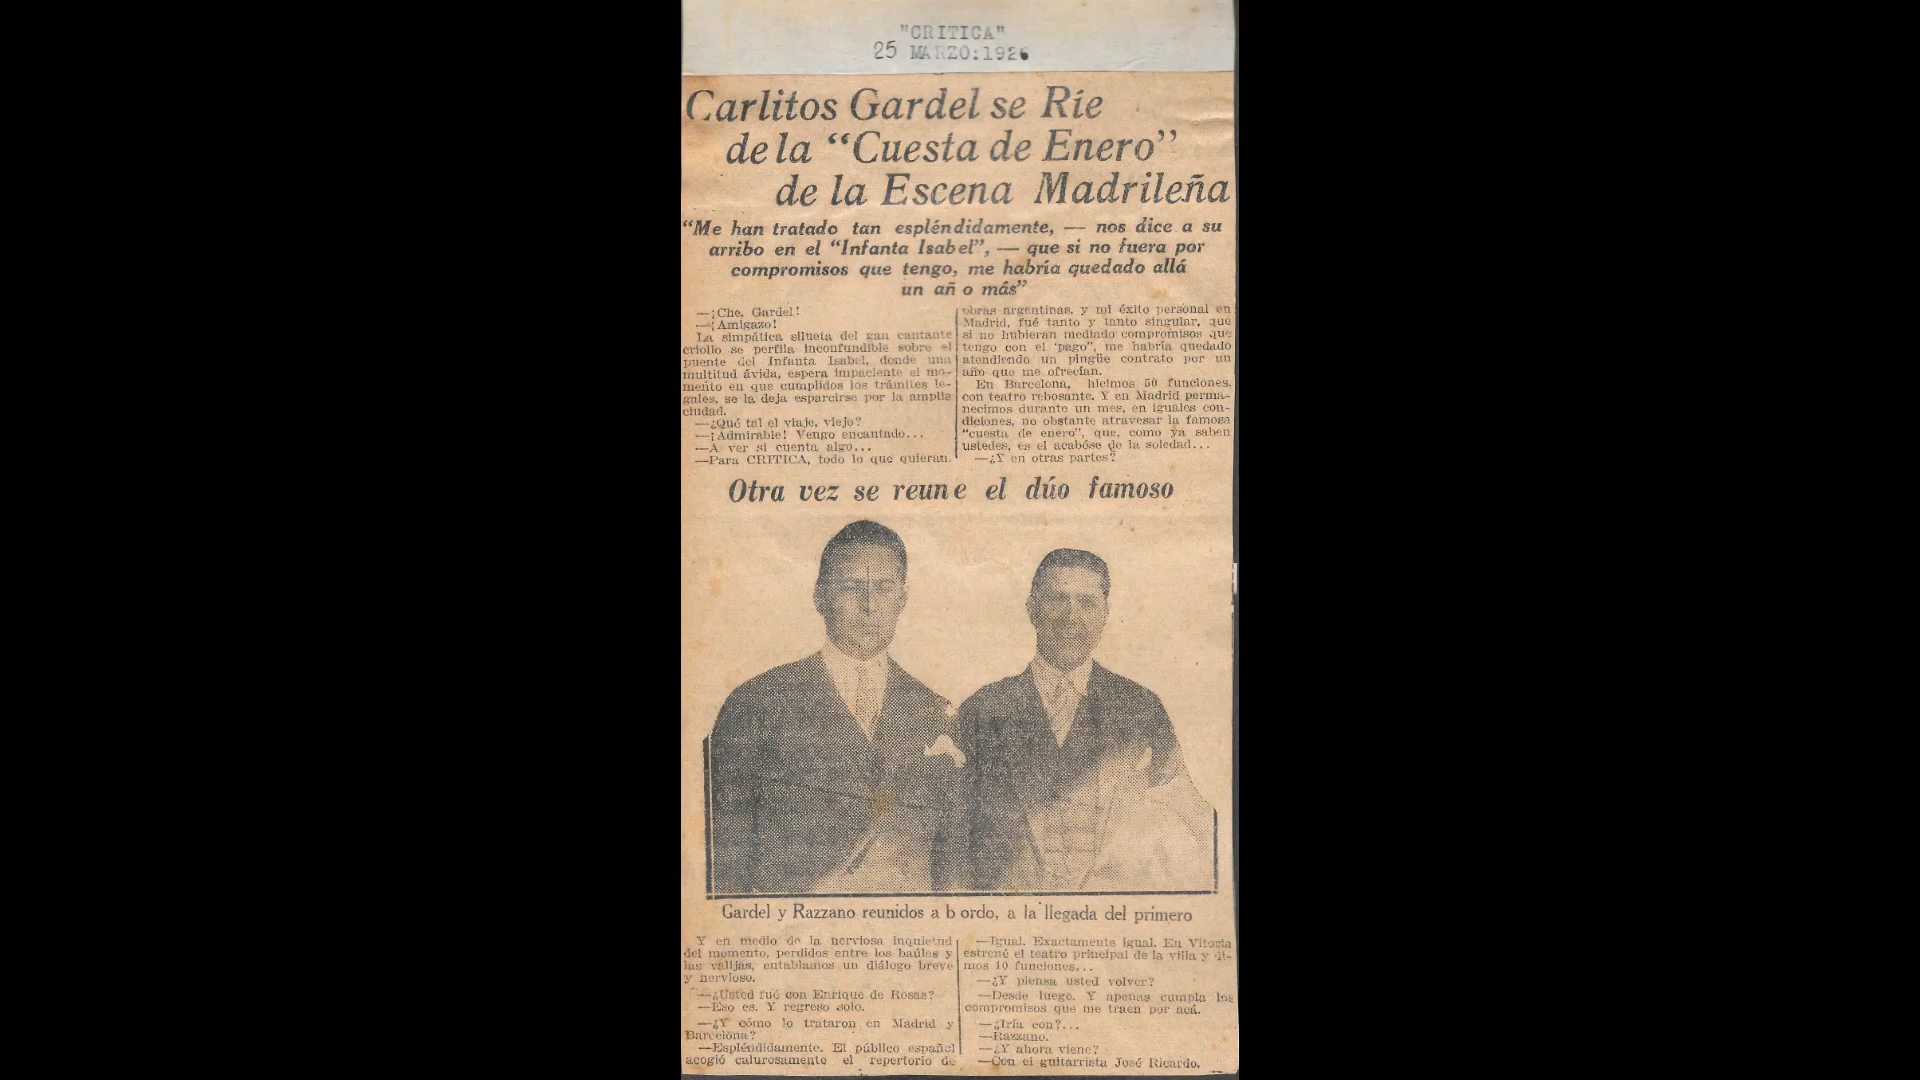 "CRITICA"
25 MARZO:1926
Carlitos Gardel se Ríe
de la “Cuesta de Enero”
de la Escena Madrileña
“Me han tratado tan espléndidamente, — nos dice a su
arribo en el “Infanta Isabel”, — que si no fuera por
compromisos que tengo, me habría quedado allá
un añ o más”
—¡Che, Gardel!
—¡Amigazo!
La simpática silueta del gan cantante
criollo se perfila inconfundible sobre el
puente del Infanta Isabel, donde una
multitud ávida, espera impaciente el mo-
mento en que cumplidos los trámites le-
gales, se la deja esparcirse por la amplia
ciudad.
—¿Qué tal el viaje, viejo?
—¡Admirable! Vengo encantado...
—A ver si cuenta algo...
—Para CRITICA, todo lo que quieran.
obras argentinas, y mi éxito personal en
Madrid, fué tanto y tanto singular, que
si no hubieran mediado compromisos que
tengo con el 'pago", me habría quedado
atendiendo un pingüe contrato por un
año que me ofrecían.
En Barcelona, hicimos 50 funciones,
con teatro rebosante. Y en Madrid perma-
necimos durante un mes, en iguales con-
diciones, no obstante atravesar la famosa
“cuesta de enero”, que, como ya saben
ustedes, es el acabóse de la soledad...
—¿Y en otras partes?
Otra vez se reune el dúo famoso
Gardel y Razzano reunidos a b ordo, a la llegada del primero
Y en medio de la nerviosa inquietud
del momento, perdidos entre los baúles y
las valijas, entablamos un diálogo breve
y nervioso.
—¿Usted fué con Enrique de Rosas?
—Eso es. Y regreso solo.
—¿Y cómo lo trataron en Madrid y
Barcelona?
—Espléndidamente. El público español
acogió calurosamente el repertorio de
—Igual. Exactamente igual. En Vitoria
estrené el teatro principal de la villa y di-
mos 10 funciones...
—¿Y piensa usted volver?
—Desde luego. Y apenas cumpla los
compromisos que me traen por acá.
—¿Iría con?...
—Razzano.
—¿Y ahora viene?
—Con el guitarrista José Ricardo.